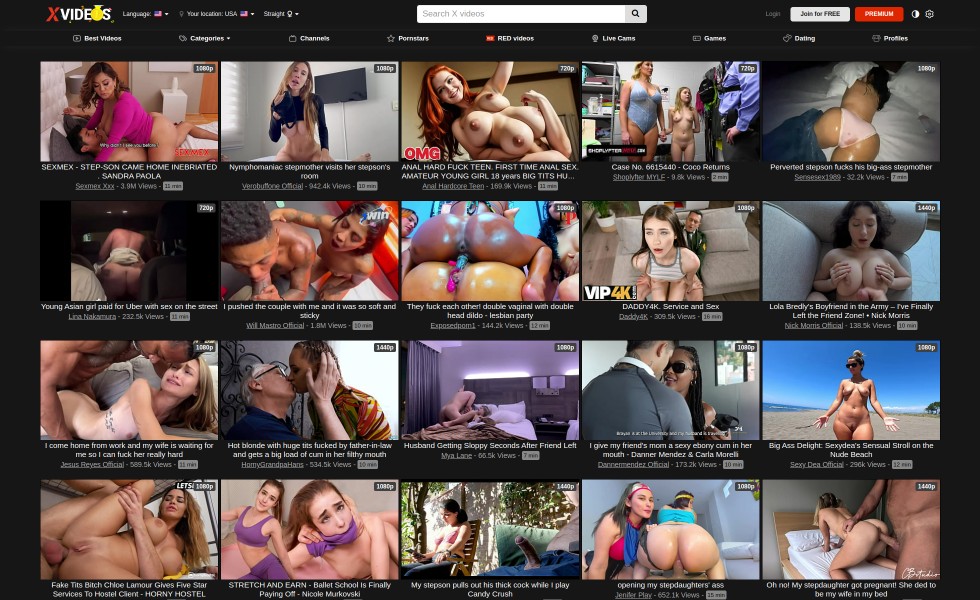 XVIDEOS Language: Your location: USA Straight Search X videos Login Join for FREE PREMIUM
Best Videos Categories Channels Pornstars RED videos Live Cams Games Dating Profiles
1080p 1080p 720p 720p 1080p
Why didn't I see you before
SEXMEX OMG SHOPLYFTER
SEXMEX - STEP-SON CAME HOME INEBRIATED
. SANDRA PAOLA
Sexmex Xxx - 3.9M Views - 11 min
Nymphomaniac stepmother visits her stepson's
room
Verobuffone Official - 942.4k Views - 10 min
ANAL HARD FUCK TEEN. FIRST TIME ANAL SEX.
AMATEUR YOUNG GIRL 18 years BIG TITS HU...
Anal Hardcore Teen - 169.9k Views - 11 min
Case No. 6615440 - Coco Returns
Shoplyfter MYLF - 9.8k Views - 2 min
Perverted stepson fucks his big-ass stepmother
Sensesex1989 - 32.2k Views - 7 min
720p win 1080p 1080p 1440p
VIP4K
Young Asian girl paid for Uber with sex on the street
Lina Nakamura - 232.5k Views - 11 min
I pushed the couple with me and it was so soft and
sticky
Will Mastro Official - 1.8M Views - 10 min
They fuck each other! double vaginal with double
head dildo - lesbian party
Exposedporn1 - 144.2k Views - 12 min
DADDY4K. Service and Sex
Daddy4K - 309.5k Views - 16 min
Lola Bredly's Boyfriend in the Army – I've Finally
Left the Friend Zone! • Nick Morris
Nick Morris Official - 138.5k Views - 10 min
1080p 1440p 1080p 1080p
I come home from work and my wife is waiting for
me so I can fuck her really hard
Jesus Reyes Official - 589.5k Views - 11 min
Hot blonde with huge tits fucked by father-in-law
and gets a big load of cum in her filthy mouth
HornyGrandpaHans - 534.5k Views - 10 min
Husband Getting Sloppy Seconds After Friend Left
Mya Lane - 66.5k Views - 7 min
I give my friend's mom a sexy ebony cum in her
mouth - Danner Mendez & Carla Morelli
Dannermendez Official - 173.2k Views - 18 min
Big Ass Delight: Sexydea's Sensual Stroll on the
Nude Beach
Sexy Dea Official - 296k Views - 12 min
LETSI 1080p 1080p 1440p 1080p 1440p
Fake Tits Bitch Chloe Lamour Gives Five Star
Services To Hostel Client - HORNY HOSTEL
STRETCH AND EARN - Ballet School Is Finally
Paying Off - Nicole Murkovski
My stepson pulls out his thick cock while I play
Candy Crush
opening my stepdaughters' ass
Jenifer Play - 652.1k Views - 15 min
Oh no! My stepdaughter got pregnant! She ded to
be my wife in my bed